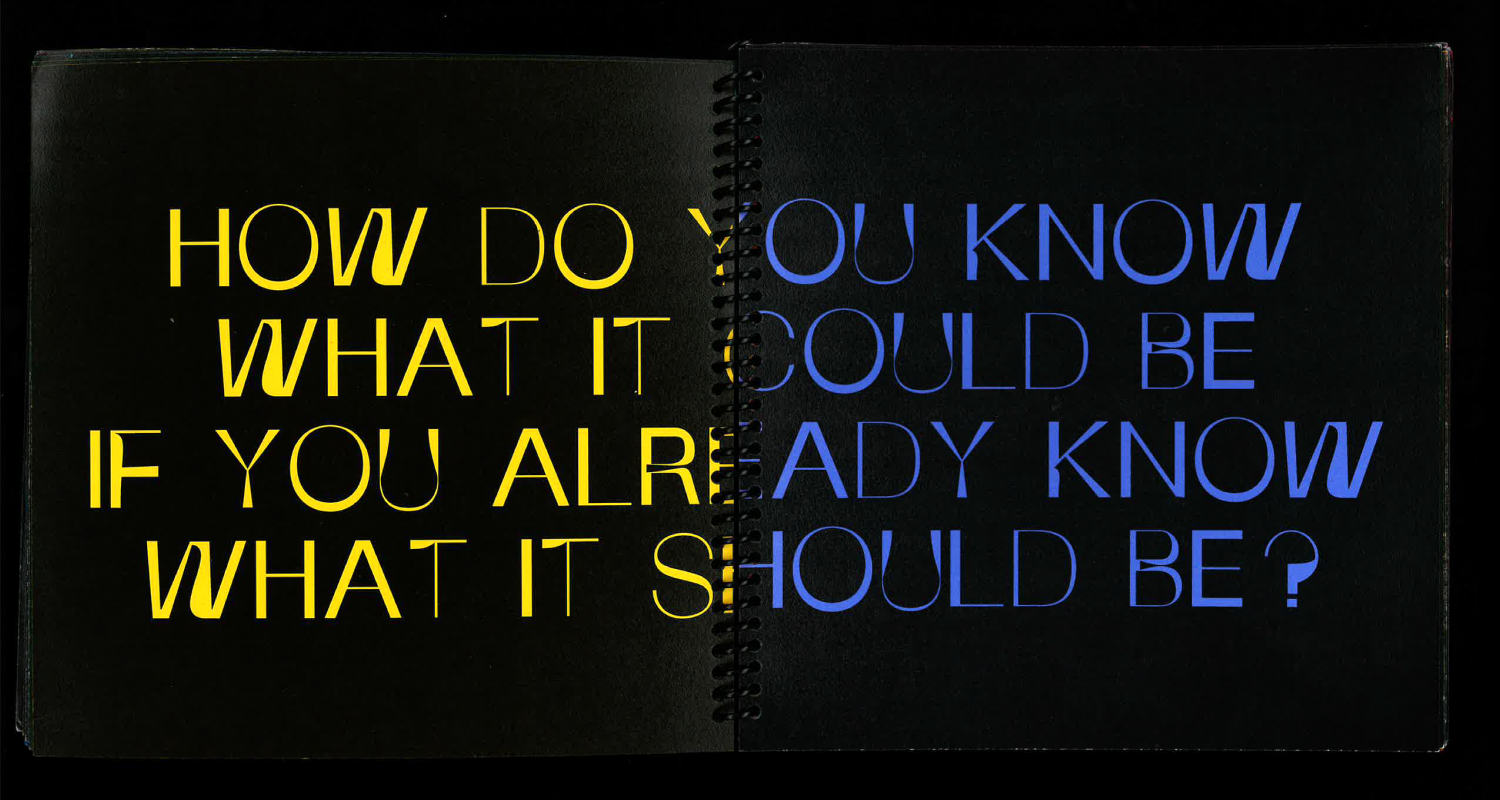 HOW DO YOU KNOW
WHAT IT COULD BE
IF YOU ALREADY KNOW
WHAT IT SHOULD BE?